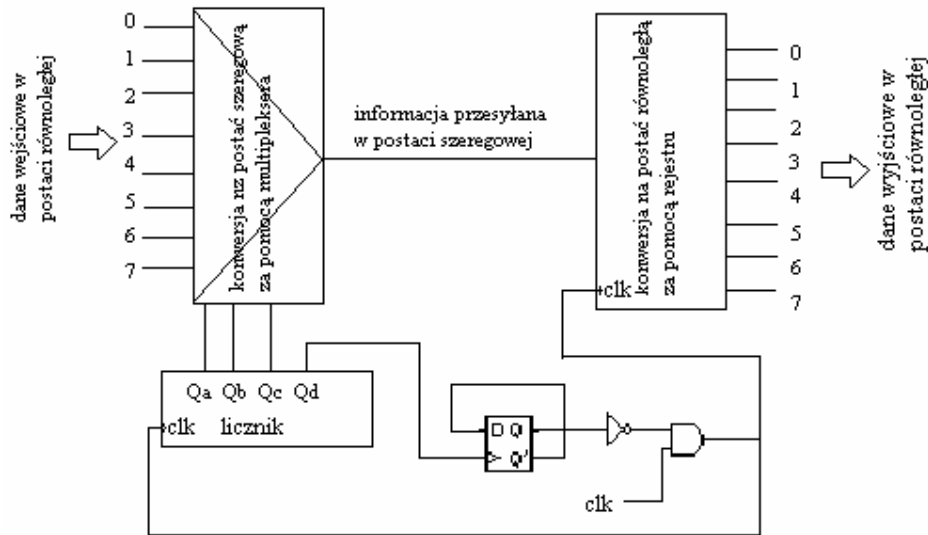 dane wejściowe w
postaci równoległej
0
1
2
3
4
5
6
7
konwersja nz postać szeregową
za pomocą multipleksera
informacja przesyłana
w postaci szeregowej
konwersja na postać równoległą
za pomocą rejestru
clk
0
1
2
3
4
5
6
7
dane wyjściowe w
postaci równoległej
Qa Qb Qc Qd
clk licznik
D Q
Q'
clk